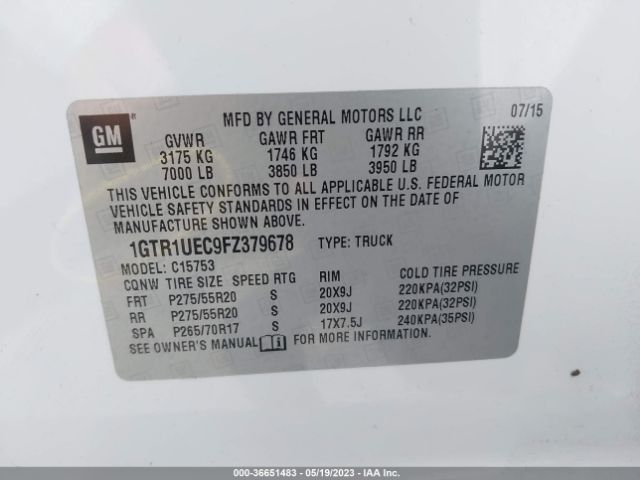 GM ®
MFD BY GENERAL MOTORS LLC 07/15
GVWR GAWR FRT GAWR RR
3175 KG 1746 KG 1792 KG
7000 LB 3850 LB 3950 LB
THIS VEHICLE CONFORMS TO ALL APPLICABLE U.S. FEDERAL MOTOR
VEHICLE SAFETY STANDARDS IN EFFECT ON THE DATE OF
MANUFACTURE SHOWN ABOVE.
1GTR1UEC9FZ379678 TYPE: TRUCK
MODEL: C15753
CQNW TIRE SIZE SPEED RTG RIM COLD TIRE PRESSURE
FRT P275/55R20 S 20X9J 220KPA(32PSI)
RR P275/55R20 S 20X9J 220KPA(32PSI)
SPA P265/70R17 S 17X7.5J 240KPA(35PSI)
SEE OWNER'S MANUAL FOR MORE INFORMATION.
000-36651483 - 05/19/2023 - IAA Inc.